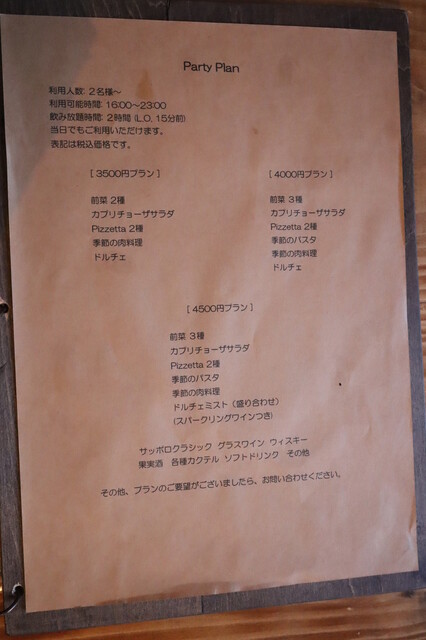 Party Plan
利用人数: 2名様～
利用可能時間: 16:00～23:00
飲み放題時間: 2時間 (L.O. 15分前)
当日でもご利用いただけます。
表記は税込価格です。
[ 3500円プラン ]
前菜 2種
カプリチョーザサラダ
Pizzetta 2種
季節の肉料理
ドルチェ
[ 4000円プラン ]
前菜 3種
カプリチョーザサラダ
Pizzetta 2種
季節のパスタ
季節の肉料理
ドルチェ
[ 4500円プラン ]
前菜 3種
カプリチョーザサラダ
Pizzetta 2種
季節のパスタ
季節の肉料理
ドルチェミスト（盛り合わせ）
(スパークリングワインつき)
サッポロクラシック グラスワイン ウィスキー
果実酒 各種カクテル ソフトドリンク その他
その他、プランのご要望がございましたら、お問い合わせください。